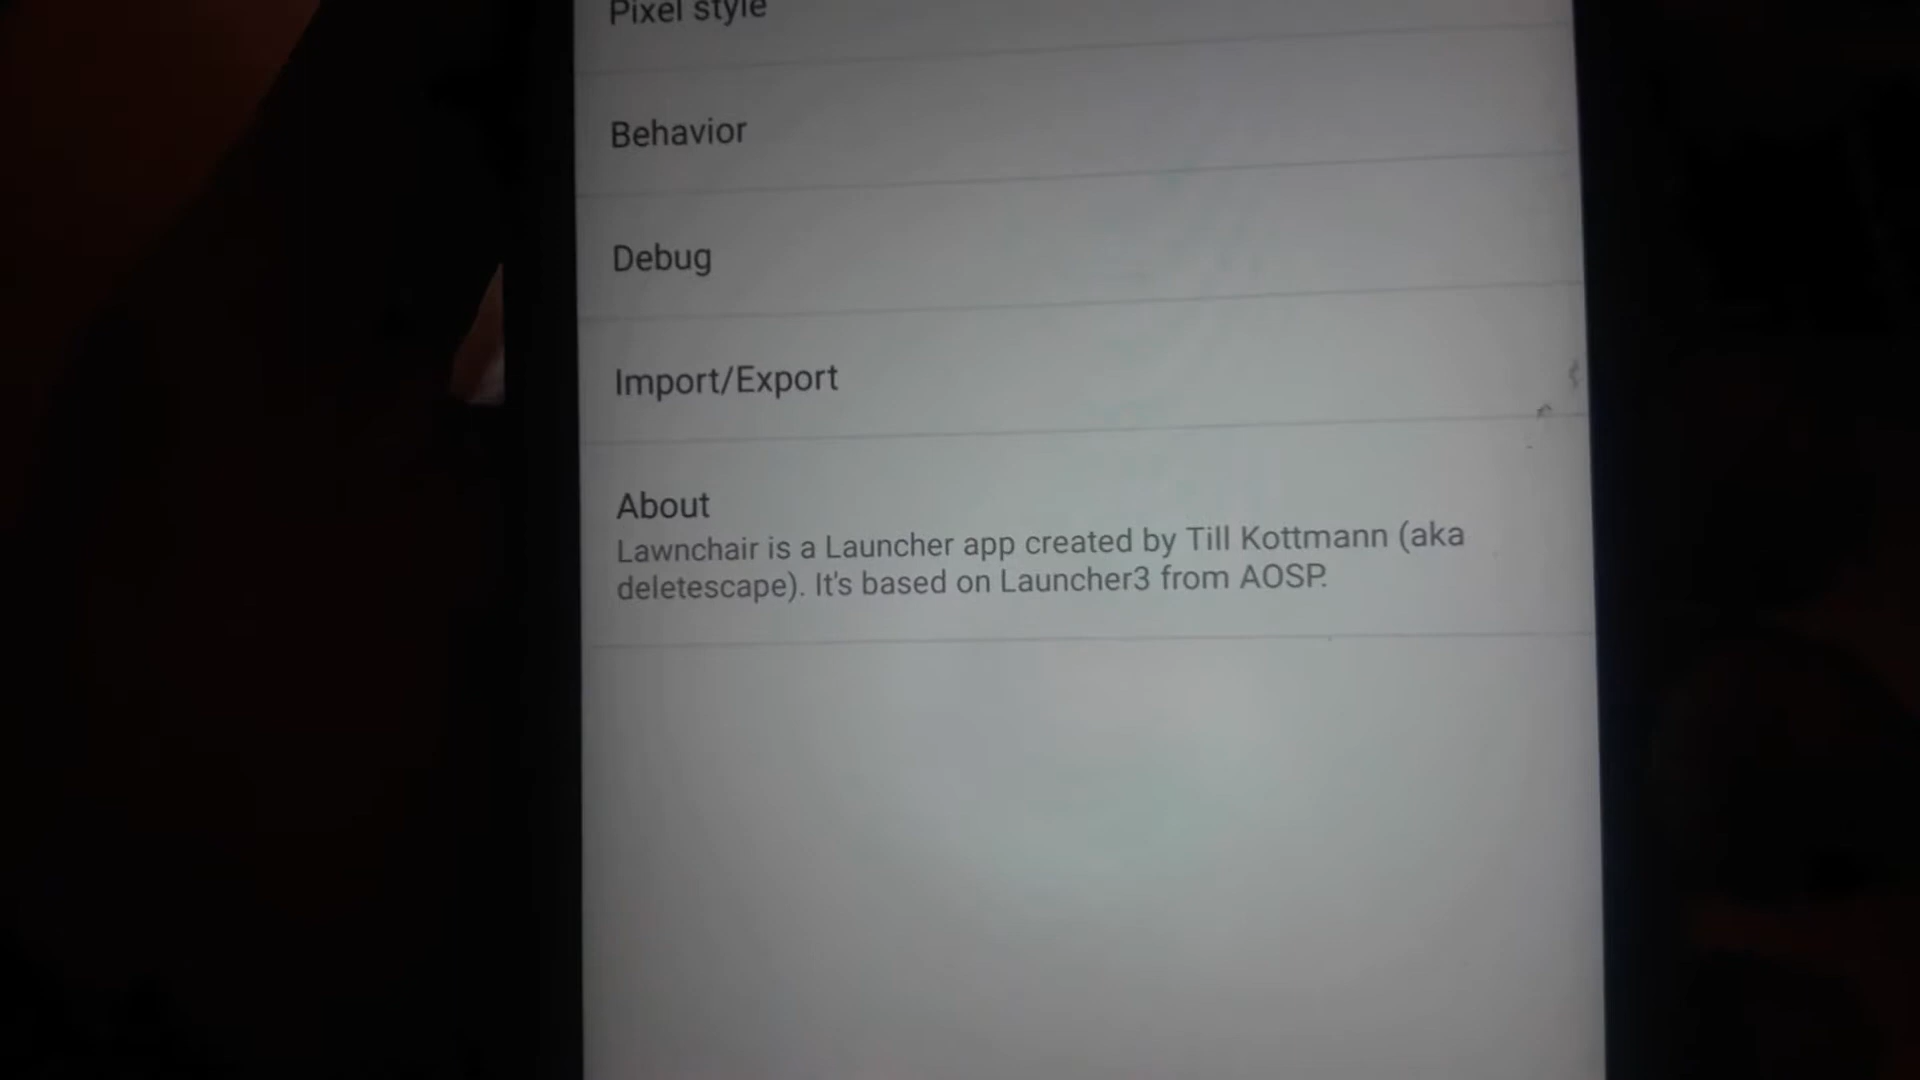 Pixel style
Behavior
Debug
Import/Export
About
Lawnchair is a Launcher app created by Till Kottmann (aka
deletescape). It's based on Launcher3 from AOSP.